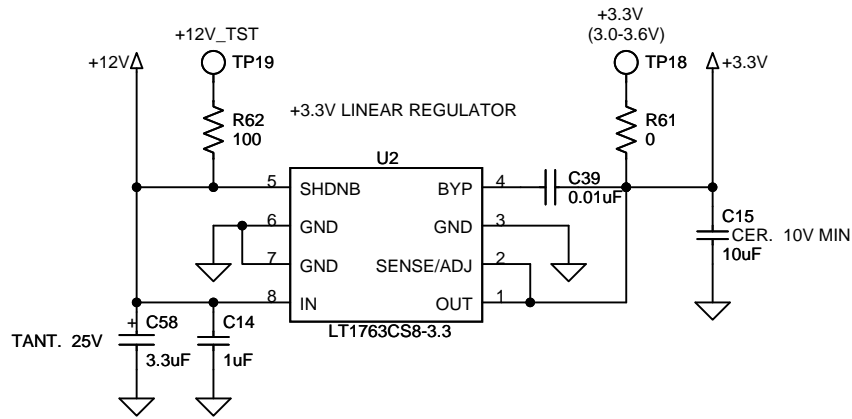 +3.3V
(3.0-3.6V)
+12V_TST
+12V
TP19
TP18
+3.3V
+3.3V LINEAR REGULATOR
R62
100
R61
0
U2
5
SHDNB
BYP
4
C39
0.01uF
6
GND
GND
3
C15
CER. 10V MIN
10uF
7
GND
SENSE/ADJ
2
8
IN
OUT
1
LT1763CS8-3.3
+
C58
TANT. 25V
3.3uF
C14
1uF